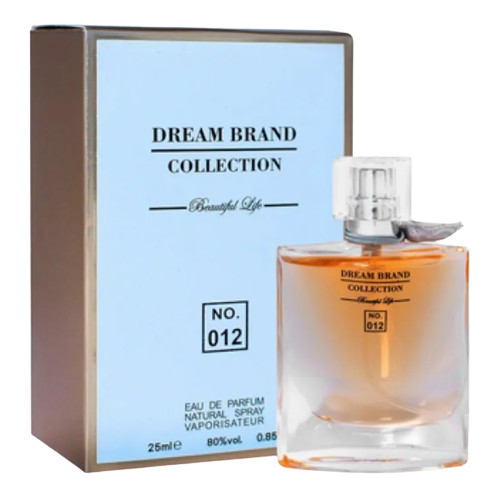 DREAM BRAND
COLLECTION
Beautiful Life
NO.
012
EAU DE PARFUM
NATURAL SPRAY
VAPORISATEUR
25ml e 80%vol. 0.85
DREAM BRAND
COLLECTION
Beautiful Life
NO.
012